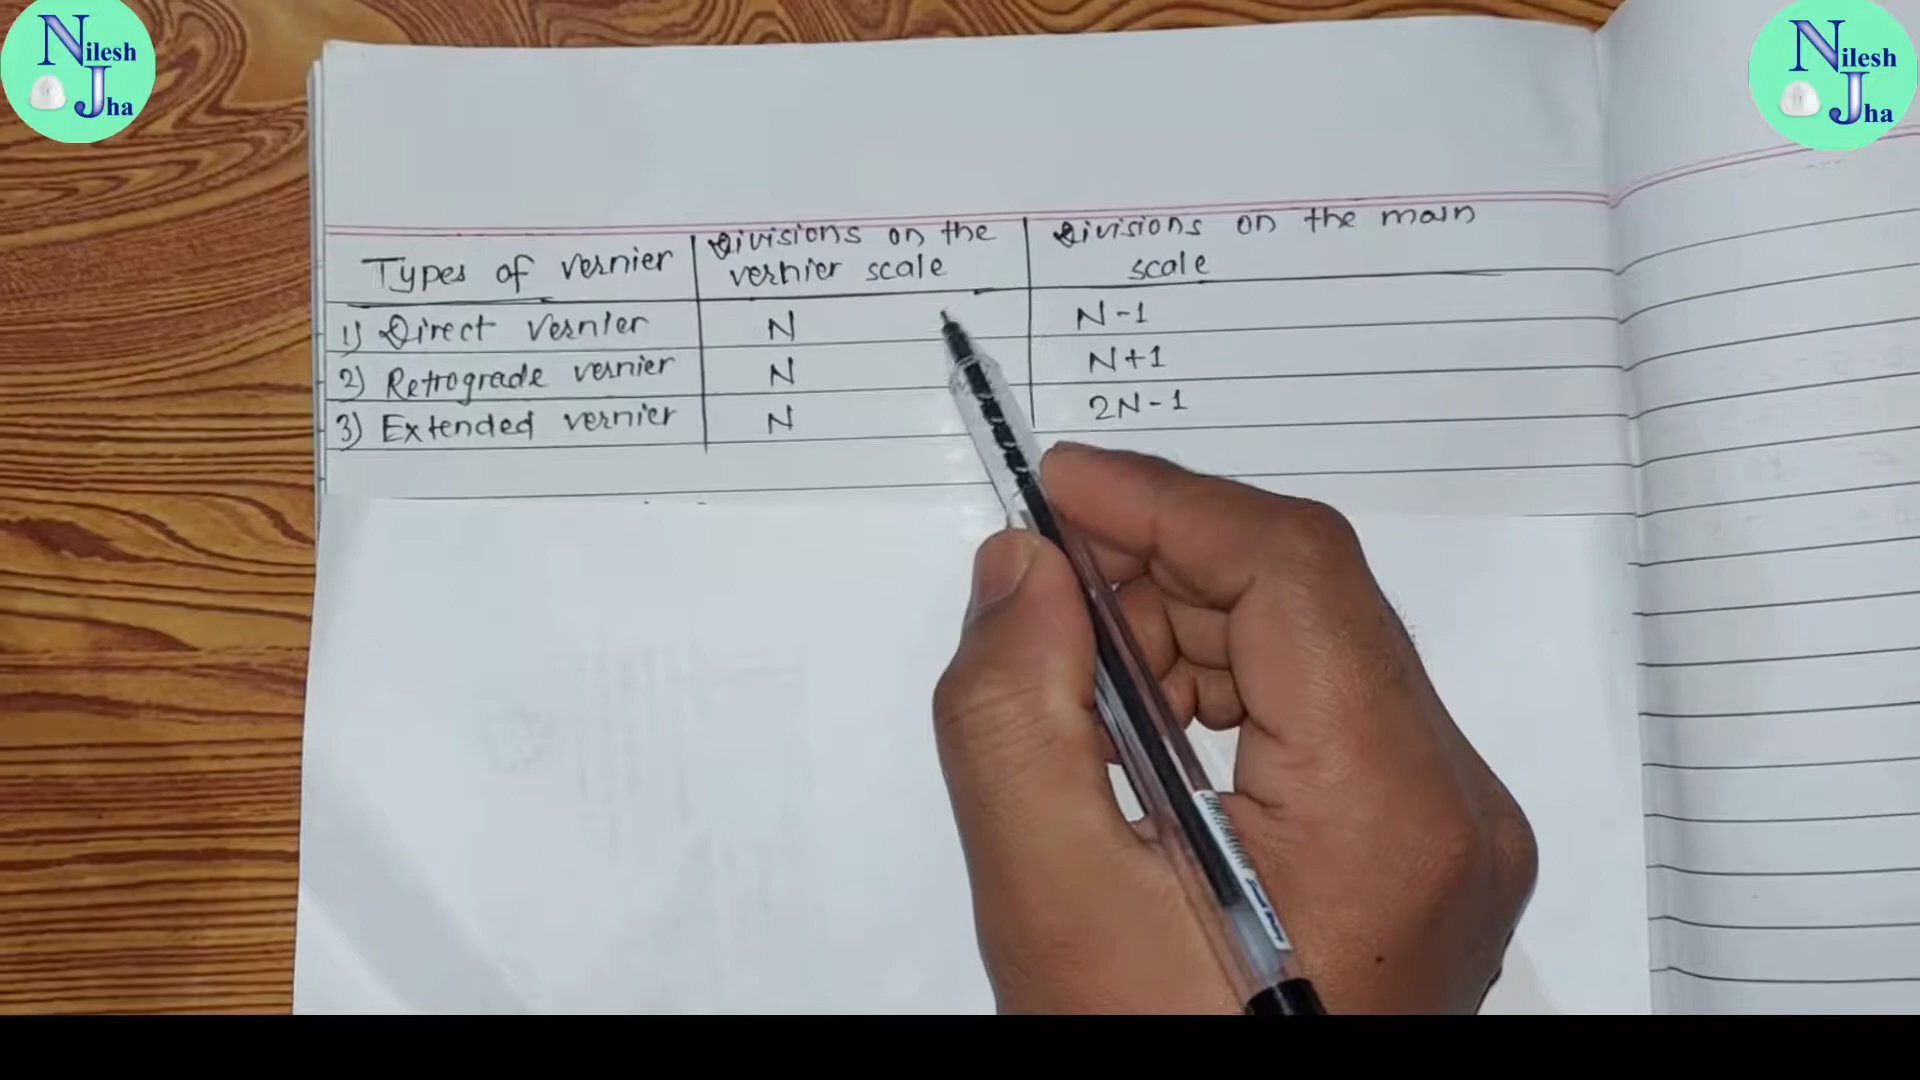 Nilesh
Jha
Nilesh
Jha
Types of vernier
Divisions on the
vernier scale
Divisions on the main
scale
1) Direct Vernier N N-1
2) Retrograde vernier N N+1
3) Extended vernier N 2N-1